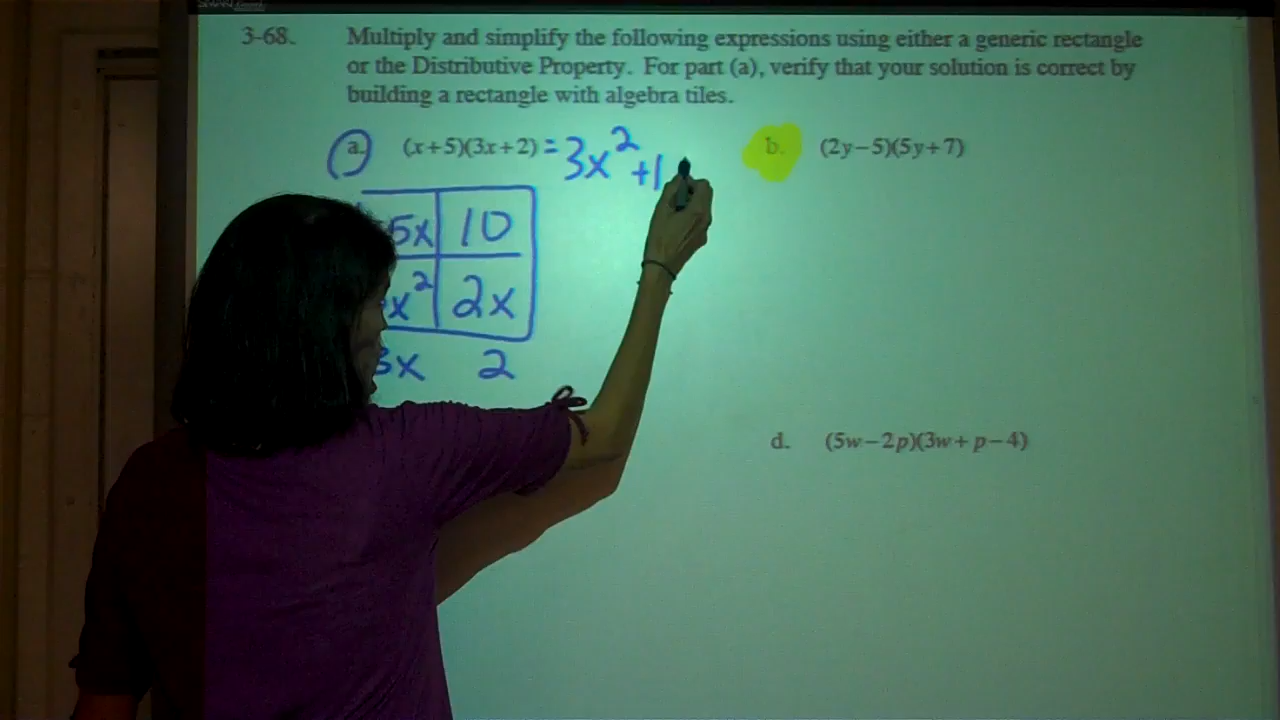 3-68. Multiply and simplify the following expressions using either a generic rectangle
or the Distributive Property. For part (a), verify that your solution is correct by
building a rectangle with algebra tiles.
a. (x+5)(3x+2) = 3x² +1
b. (2y−5)(5y+7)
15x 10
x² 2x
3x 2
d. (5w−2p)(3w+p−4)